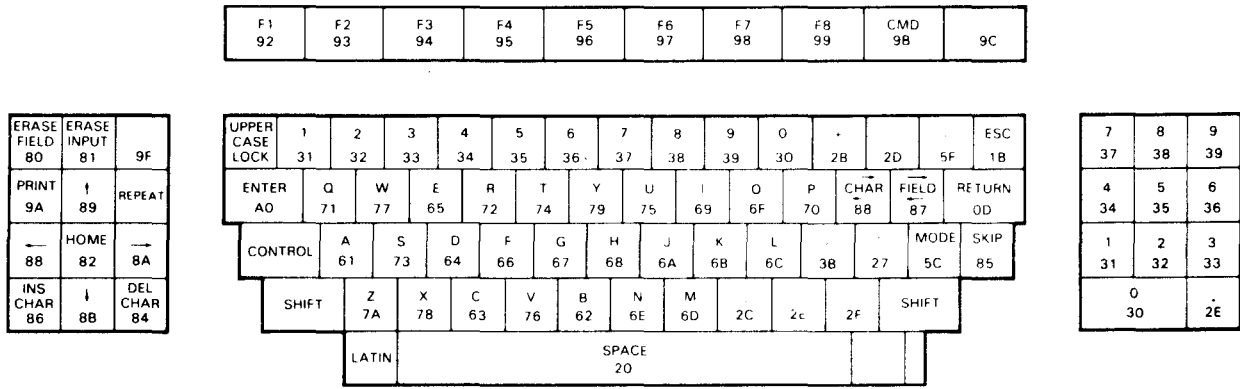 F1 F2 F3 F4 F5 F6 F7 F8 CMD
92 93 94 95 96 97 98 99 9B 9C
ERASE FIELD 80 ERASE INPUT 81 9F
UPPER CASE LOCK 1 2 3 4 5 6 7 8 9 0 + ESC
31 32 33 34 35 36 37 38 39 30 2B 2D 5F 1B
7 8 9
37 38 39
PRINT 9A ↑ 89 REPEAT
ENTER Q W E R T Y U I O P CHAR FIELD RETURN
A0 71 77 65 72 74 79 75 69 6F 70 88 87 0D
4 5 6
34 35 36
← 88 HOME 82 → 8A
CONTROL A S D F G H J K L MODE SKIP
61 73 64 66 67 68 6A 6B 6C 3B 27 5C 85
1 2 3
31 32 33
INS CHAR 86 ↓ 8B DEL CHAR 84
SHIFT Z X C V B N M SHIFT
7A 78 63 76 62 6E 6D 2C 2E 2F
0 .
30 2E
LATIN SPACE
20